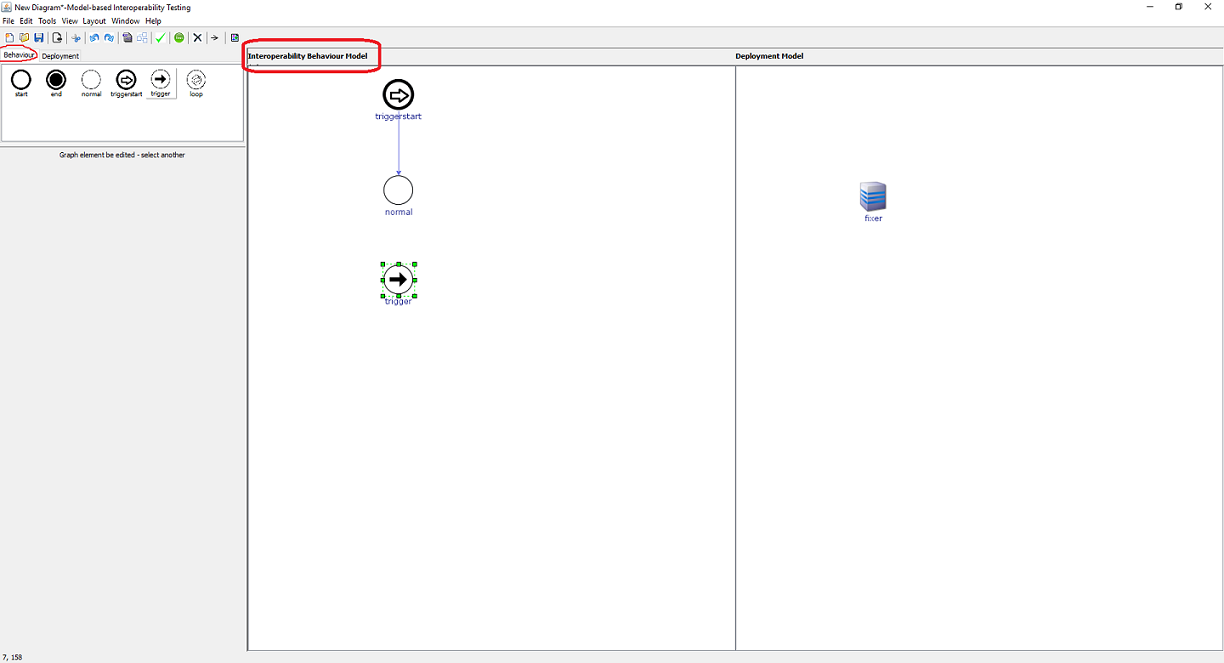 New Diagram*-Model-based Interoperability Testing
File Edit Tools View Layout Window Help
Behaviour Deployment
start end normal triggerstart trigger loop
Graph element be edited - select another
Interoperability Behaviour Model
Deployment Model
triggerstart
normal
trigger
fixer
7, 158